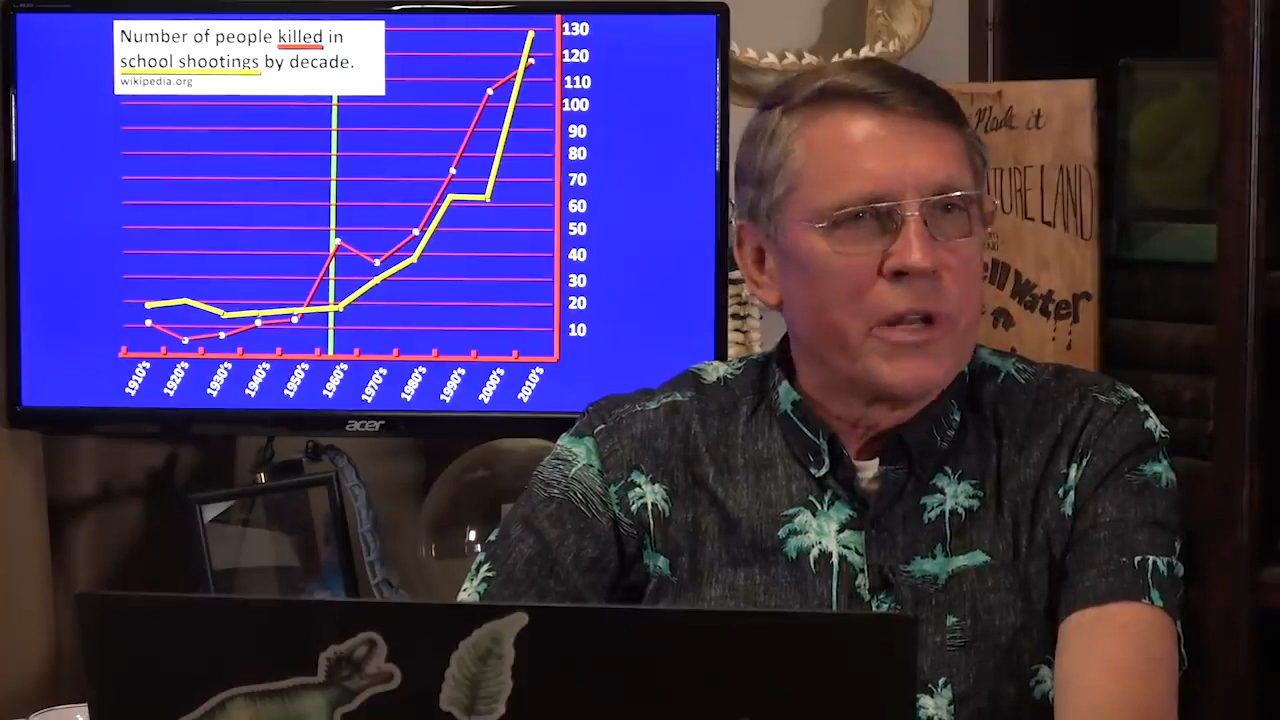 Number of people killed in
school shootings by decade.
wikipedia.org
130
120
110
100
90
80
70
60
50
40
30
20
10
1910's
1920's
1930's
1940's
1950's
1960's
1970's
1980's
1990's
2000's
2010's
acer
Made it
TURE LAND
ell Water